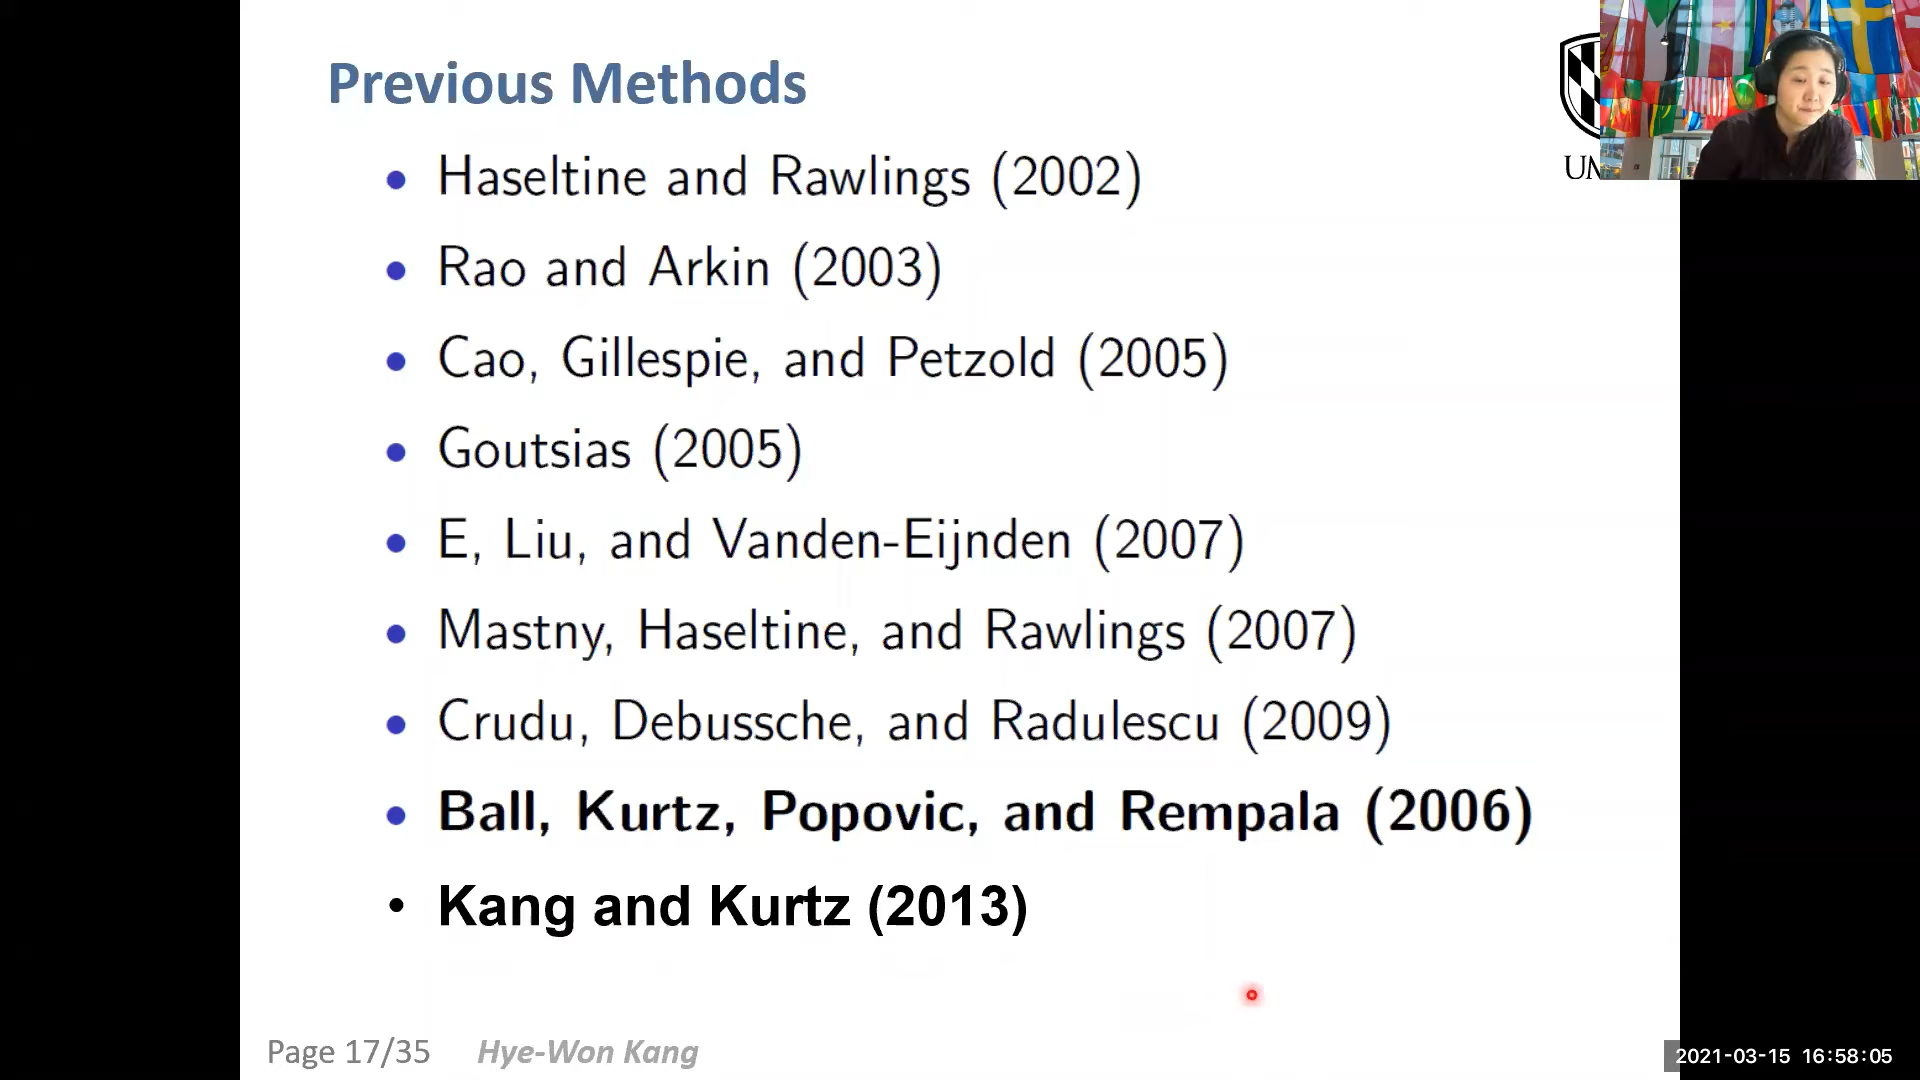 Previous Methods
• Haseltine and Rawlings (2002)
• Rao and Arkin (2003)
• Cao, Gillespie, and Petzold (2005)
• Goutsias (2005)
• E, Liu, and Vanden-Eijnden (2007)
• Mastny, Haseltine, and Rawlings (2007)
• Crudu, Debussche, and Radulescu (2009)
• Ball, Kurtz, Popovic, and Rempala (2006)
• Kang and Kurtz (2013)
Page 17/35 Hye-Won Kang
2021-03-15 16:58:05